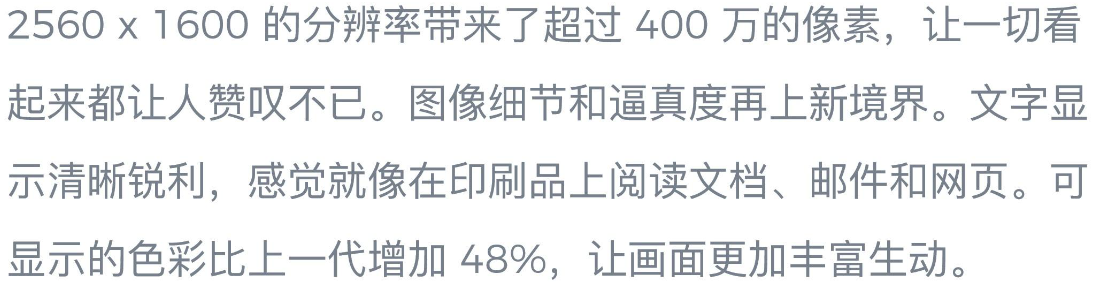 2560 x 1600 的分辨率带来了超过 400 万的像素，让一切看
起来都让人赞叹不已。图像细节和逼真度再上新境界。文字显
示清晰锐利，感觉就像在印刷品上阅读文档、邮件和网页。可
显示的色彩比上一代增加 48%，让画面更加丰富生动。